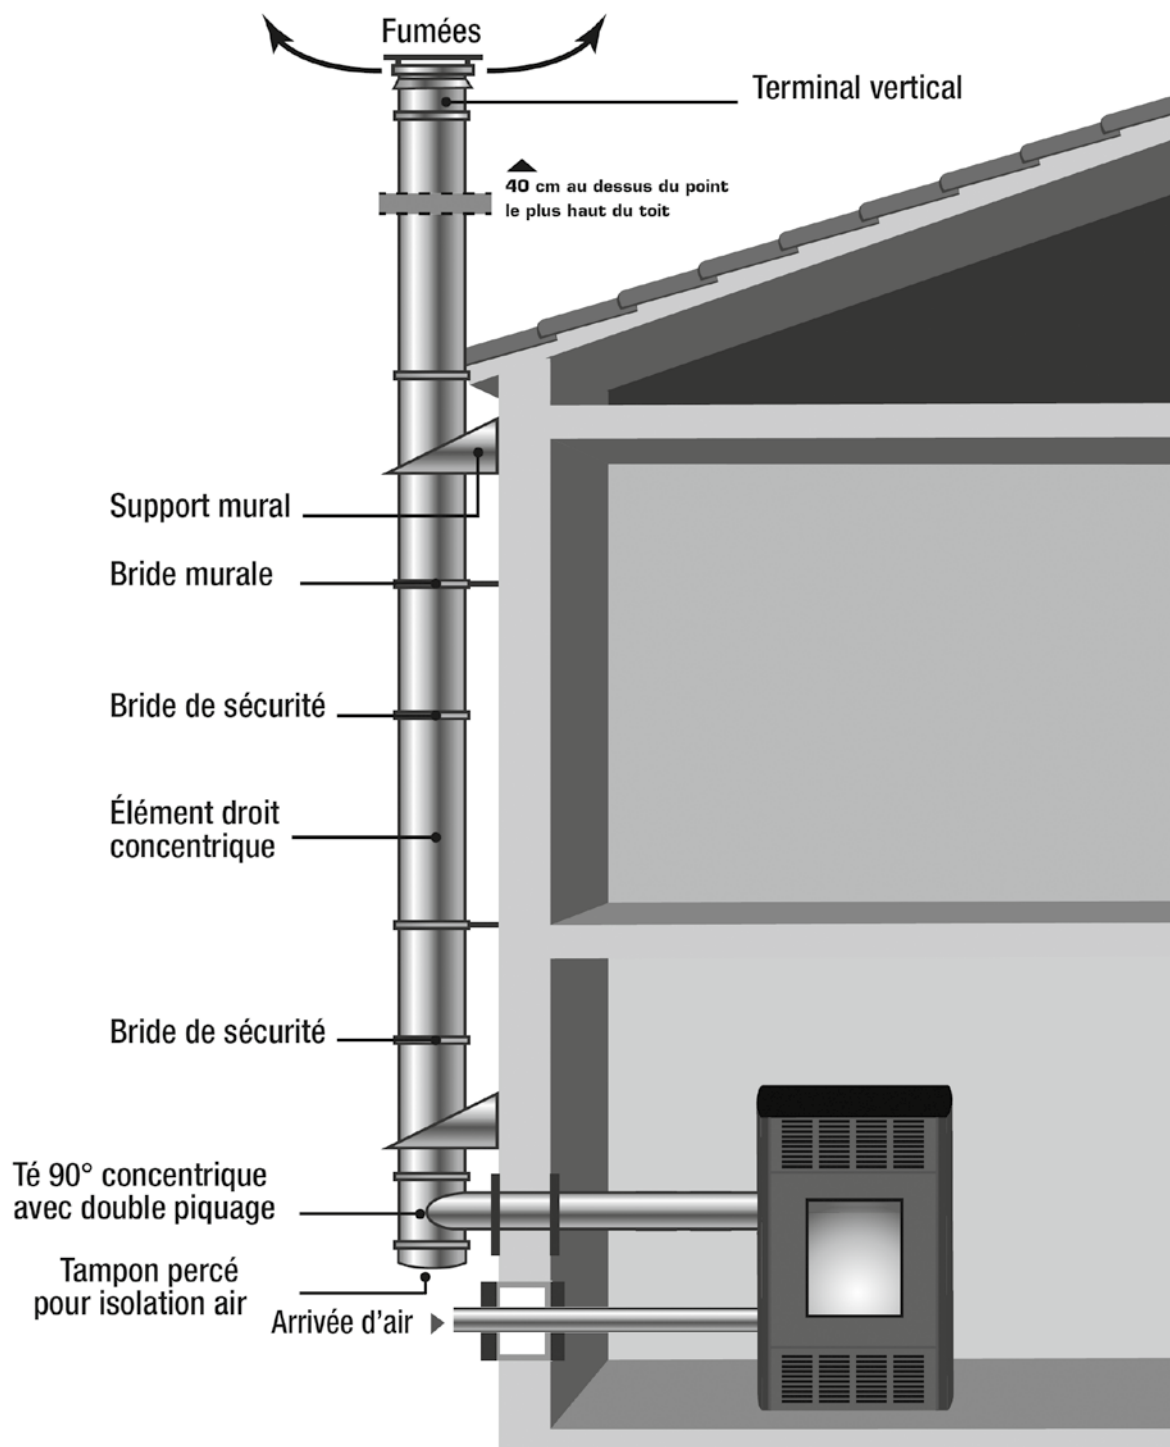 Fumées
Terminal vertical
40 cm au dessus du point
le plus haut du toit
Support mural
Bride murale
Bride de sécurité
Élément droit
concentrique
Bride de sécurité
Té 90° concentrique
avec double piquage
Tampon percé
pour isolation air
Arrivée d'air